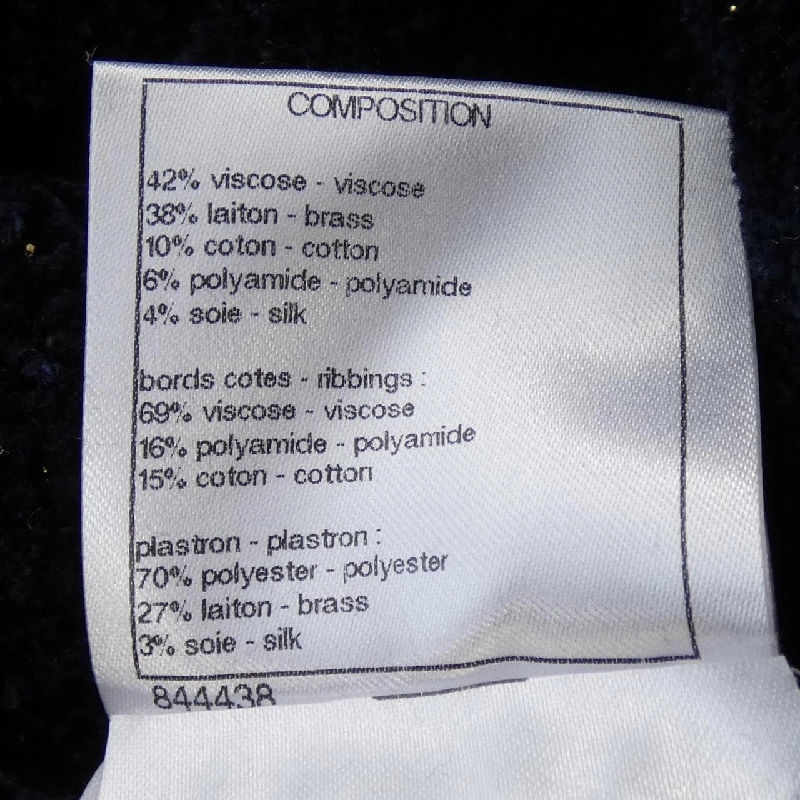 COMPOSITION
42% viscose - viscose
38% laiton - brass
10% coton - cotton
6% polyamide - polyamide
4% soie - silk
bords cotes - ribbings :
69% viscose - viscose
16% polyamide - polyamide
15% coton - cotton
plastron - plastron :
70% polyester - polyester
27% laiton - brass
3% soie - silk
844438